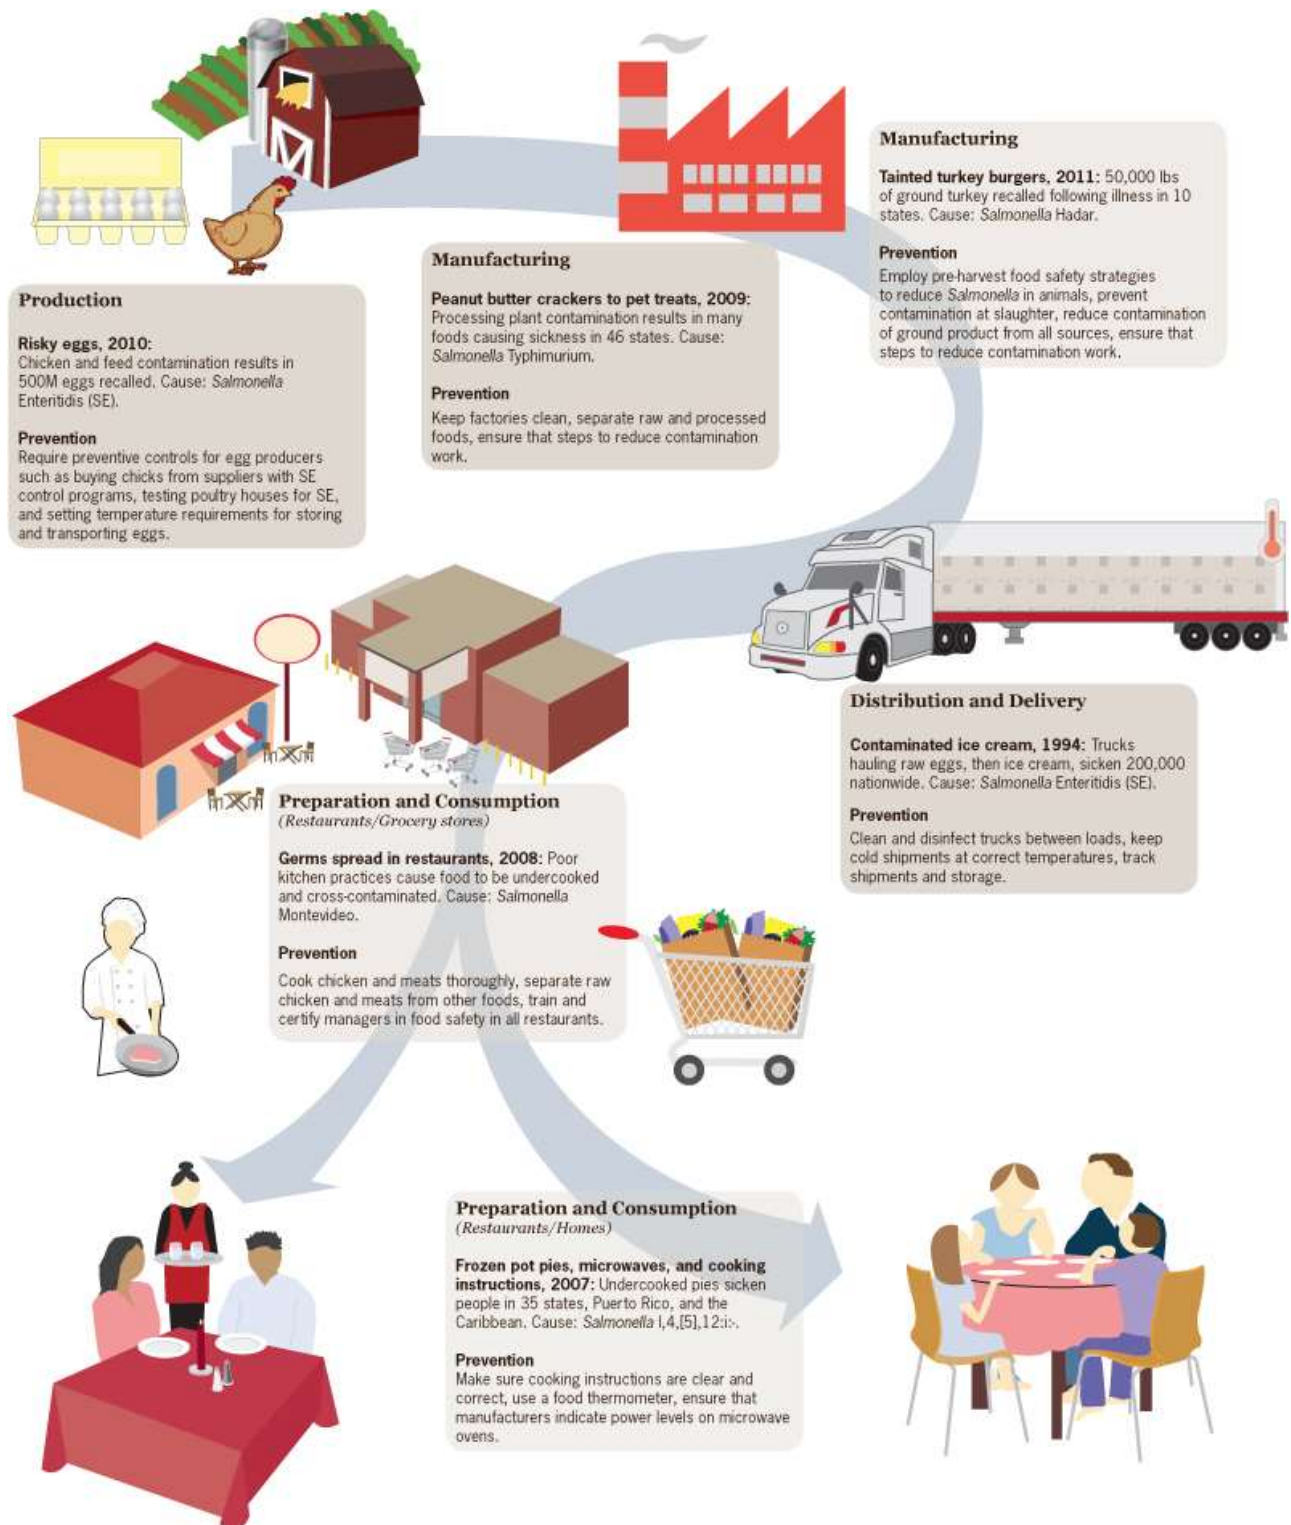 Production
Risky eggs, 2010:
Chicken and feed contamination results in
500M eggs recalled. Cause: Salmonella
Enteritidis (SE).
Prevention
Require preventive controls for egg producers
such as buying chicks from suppliers with SE
control programs, testing poultry houses for SE,
and setting temperature requirements for storing
and transporting eggs.
Manufacturing
Peanut butter crackers to pet treats, 2009:
Processing plant contamination results in many
foods causing sickness in 46 states. Cause:
Salmonella Typhimurium.
Prevention
Keep factories clean, separate raw and processed
foods, ensure that steps to reduce contamination
work.
Manufacturing
Tainted turkey burgers, 2011: 50,000 lbs
of ground turkey recalled following illness in 10
states. Cause: Salmonella Hadar.
Prevention
Employ pre-harvest food safety strategies
to reduce Salmonella in animals, prevent
contamination at slaughter, reduce contamination
of ground product from all sources, ensure that
steps to reduce contamination work.
Distribution and Delivery
Contaminated ice cream, 1994: Trucks
hauling raw eggs, then ice cream, sicken 200,000
nationwide. Cause: Salmonella Enteritidis (SE).
Prevention
Clean and disinfect trucks between loads, keep
cold shipments at correct temperatures, track
shipments and storage.
Preparation and Consumption
(Restaurants/Grocery stores)
Germs spread in restaurants, 2008: Poor
kitchen practices cause food to be undercooked
and cross-contaminated. Cause: Salmonella
Montevideo.
Prevention
Cook chicken and meats thoroughly, separate raw
chicken and meats from other foods, train and
certify managers in food safety in all restaurants.
Preparation and Consumption
(Restaurants/Homes)
Frozen pot pies, microwaves, and cooking
instructions, 2007: Undercooked pies sicken
people in 35 states, Puerto Rico, and the
Caribbean. Cause: Salmonella I,4,[5],12:i:-.
Prevention
Make sure cooking instructions are clear and
correct, use a food thermometer, ensure that
manufacturers indicate power levels on microwave
ovens.